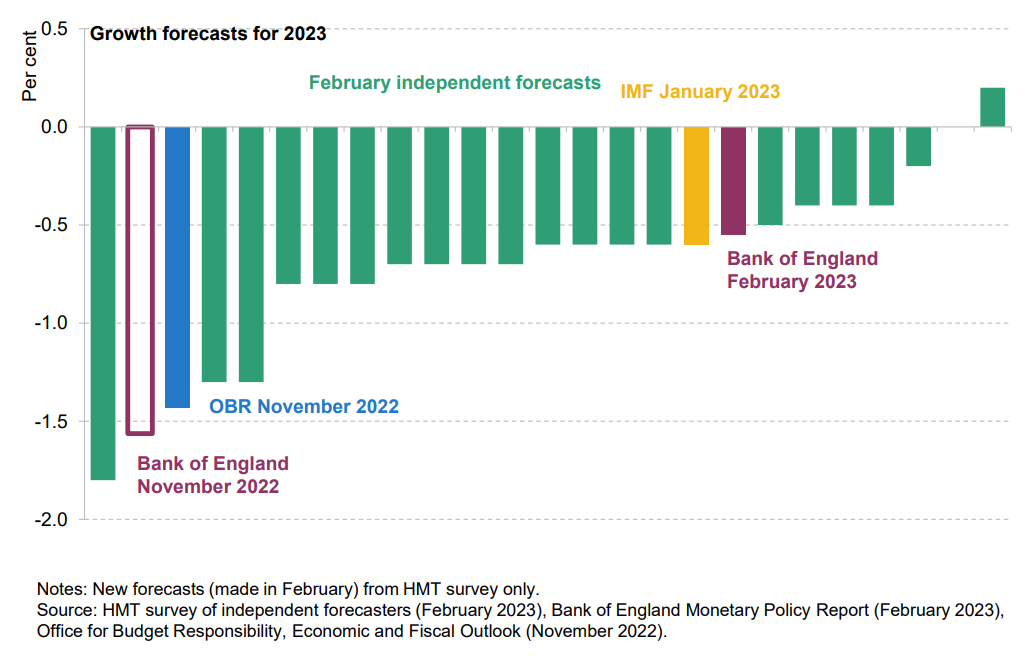 Per cent
Growth forecasts for 2023
0.5
February independent forecasts
IMF January 2023
0.0
-0.5
Bank of England
February 2023
-1.0
OBR November 2022
-1.5
Bank of England
November 2022
-2.0
Notes: New forecasts (made in February) from HMT survey only.
Source: HMT survey of independent forecasters (February 2023), Bank of England Monetary Policy Report (February 2023),
Office for Budget Responsibility, Economic and Fiscal Outlook (November 2022).